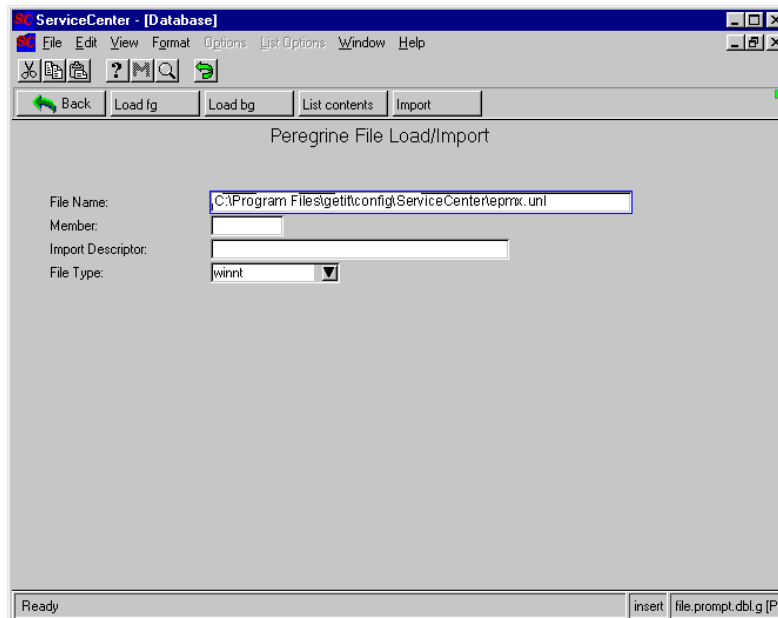 SC ServiceCenter - [Database]
SC File Edit View Format Options List Options Window Help
? M
Back Load fg Load bg List contents Import
Peregrine File Load/Import
File Name: C:\Program Files\getit\config\ServiceCenter\epmx.unl
Member:
Import Descriptor:
File Type: winnt
Ready insert file.prompt.dbl.g [P